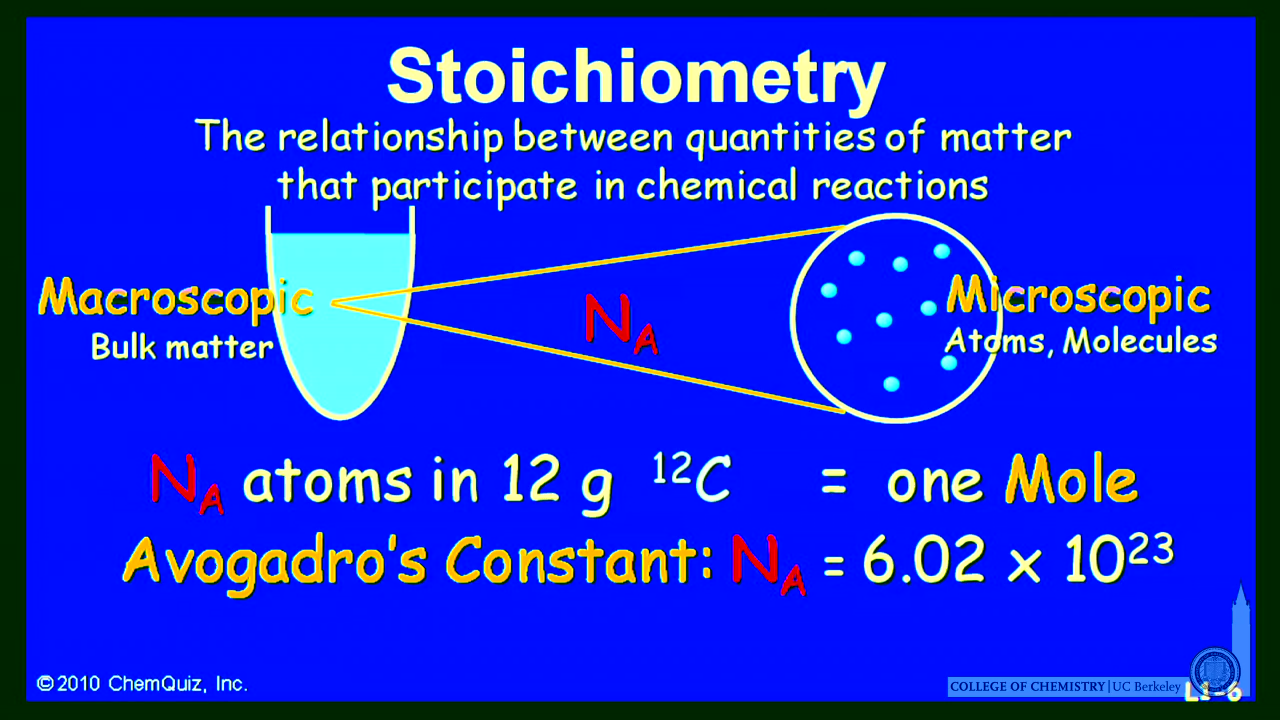 Stoichiometry
The relationship between quantities of matter
that participate in chemical reactions
Macroscopic
Bulk matter
N_A
Microscopic
Atoms, Molecules
N_A atoms in 12 g ¹²C = one Mole
Avogadro's Constant: N_A = 6.02 x 10²³
©2010 ChemQuiz, Inc.
COLLEGE OF CHEMISTRY | UC Berkeley
L1-6